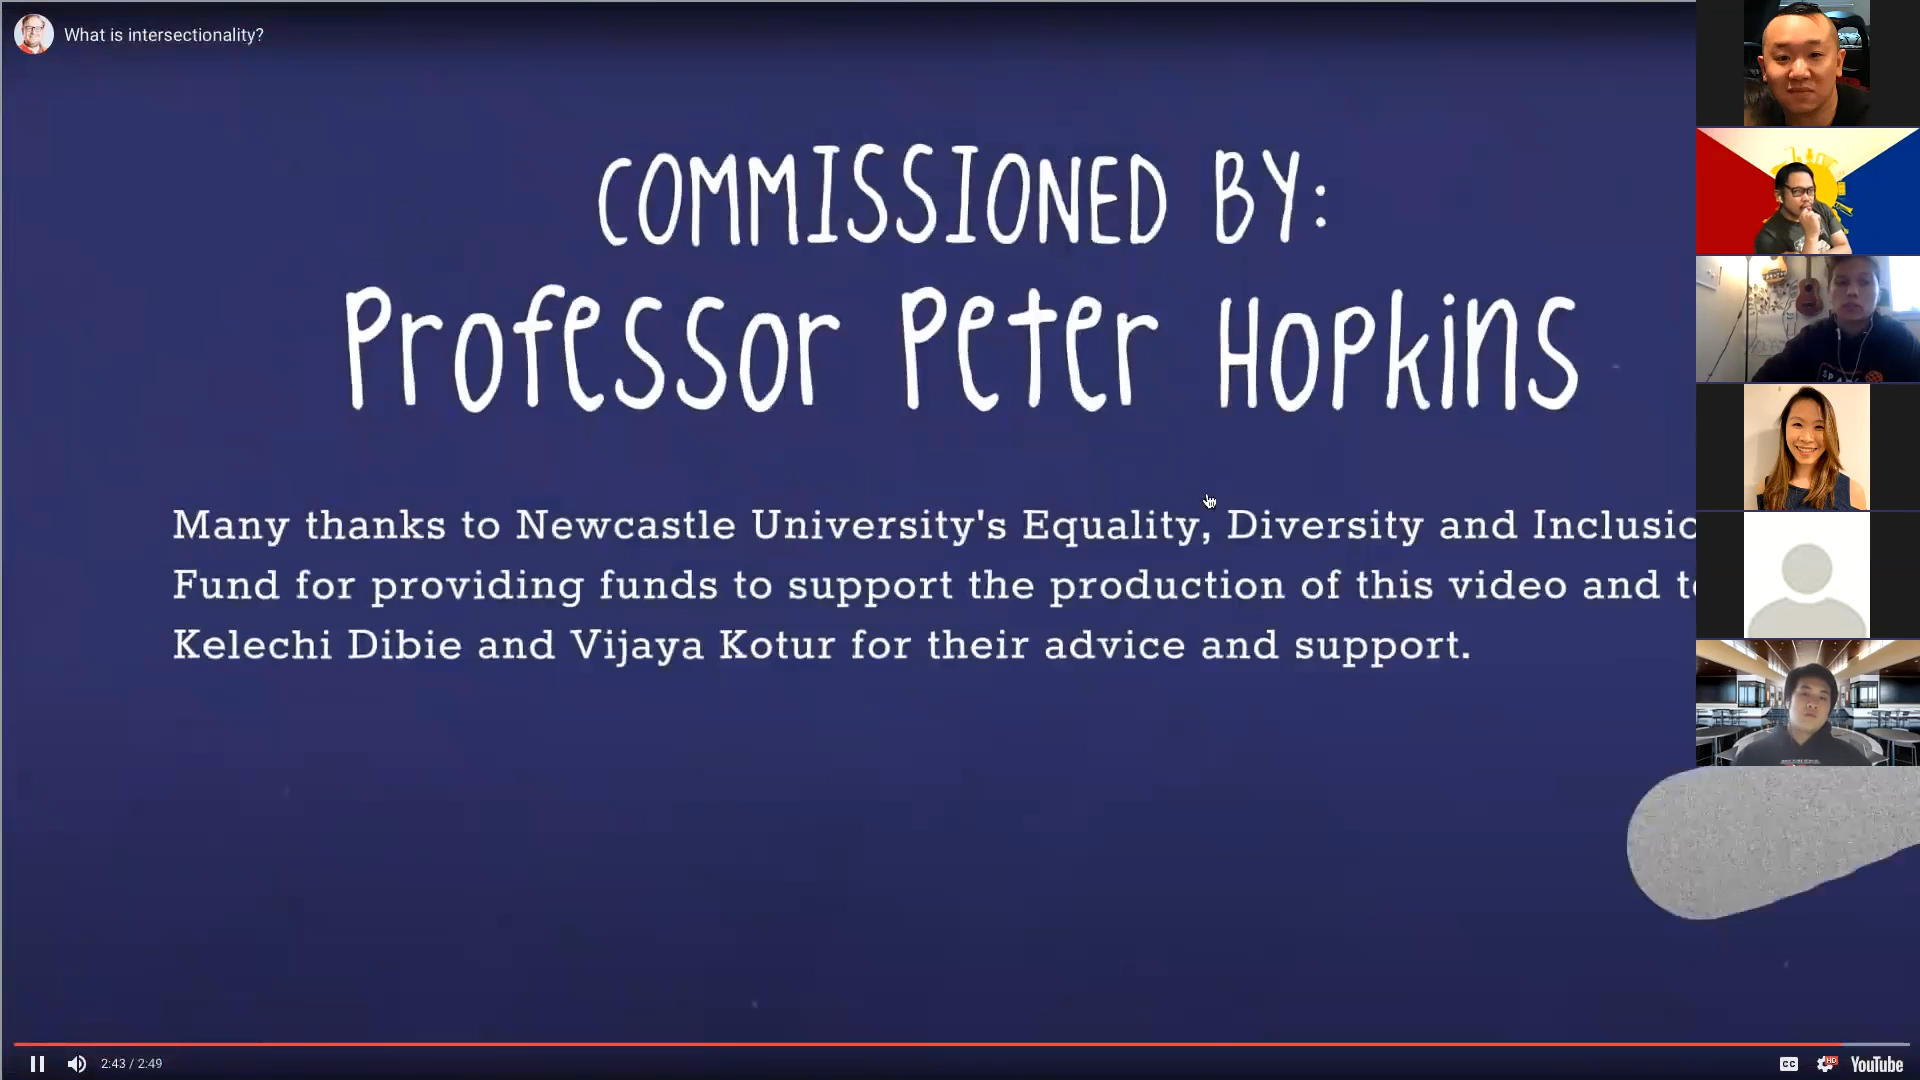 What is intersectionality?
COMMISSIONED BY:
Professor Peter Hopkins
Many thanks to Newcastle University's Equality, Diversity and Inclusio
Fund for providing funds to support the production of this video and t
Kelechi Dibie and Vijaya Kotur for their advice and support.
2:43 / 2:49
CC
HD
YouTube